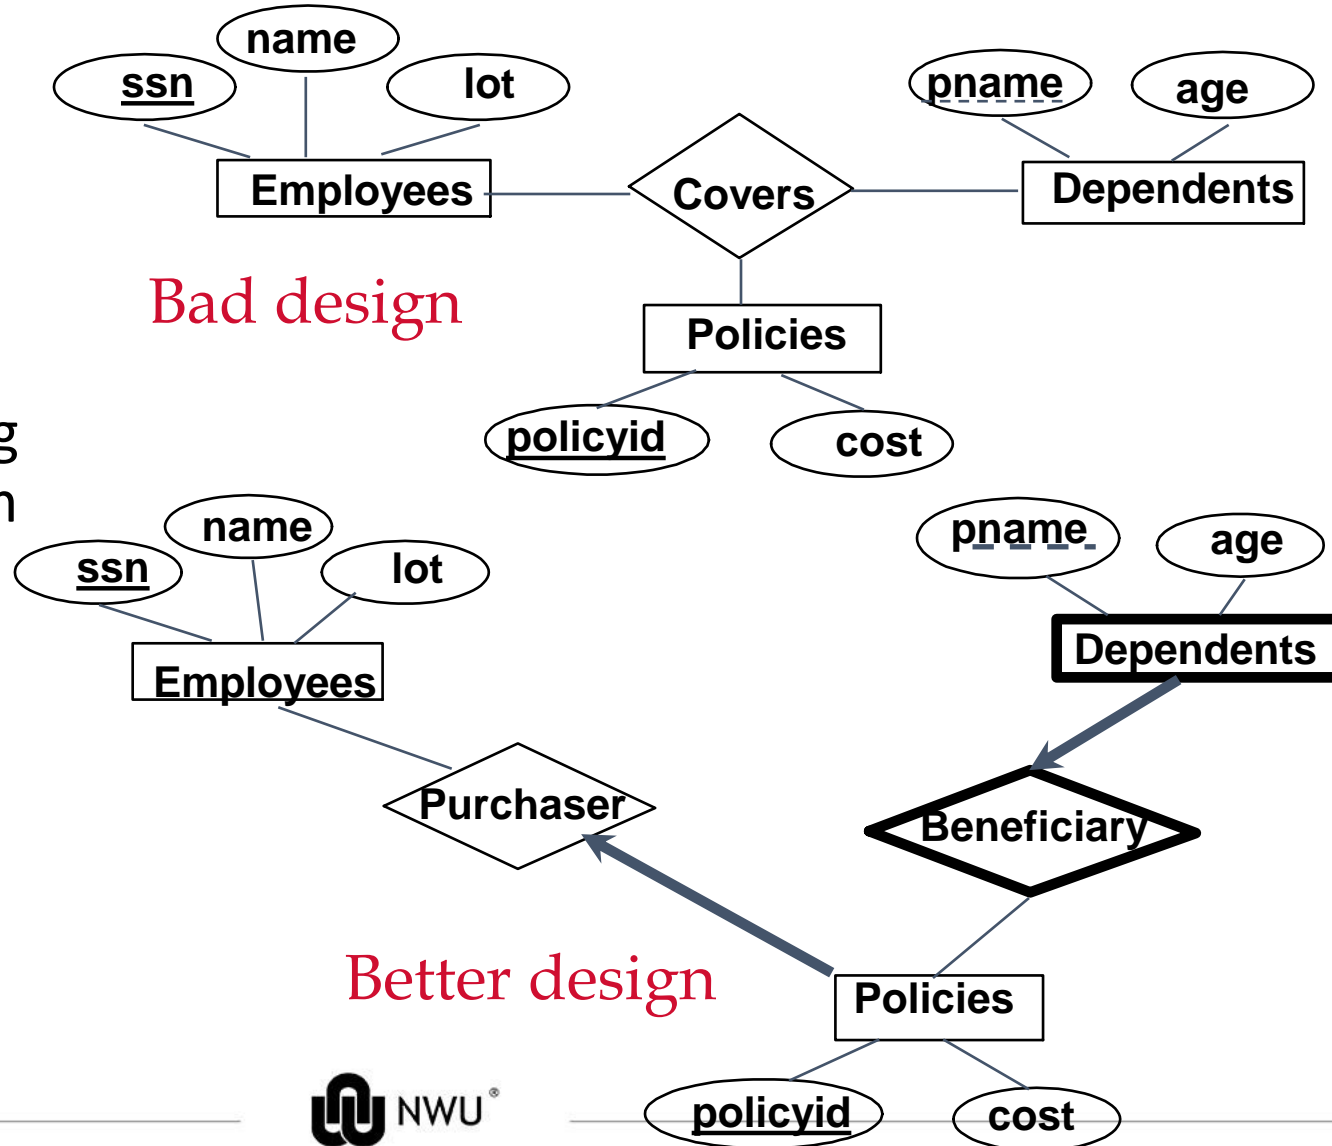 name
ssn
lot
pname
age
Employees
Covers
Dependents
Bad design
Policies
policyid
cost
g
n
name
ssn
lot
pname
age
Employees
Dependents
Purchaser
Beneficiary
Better design
Policies
policyid
cost
NWU®